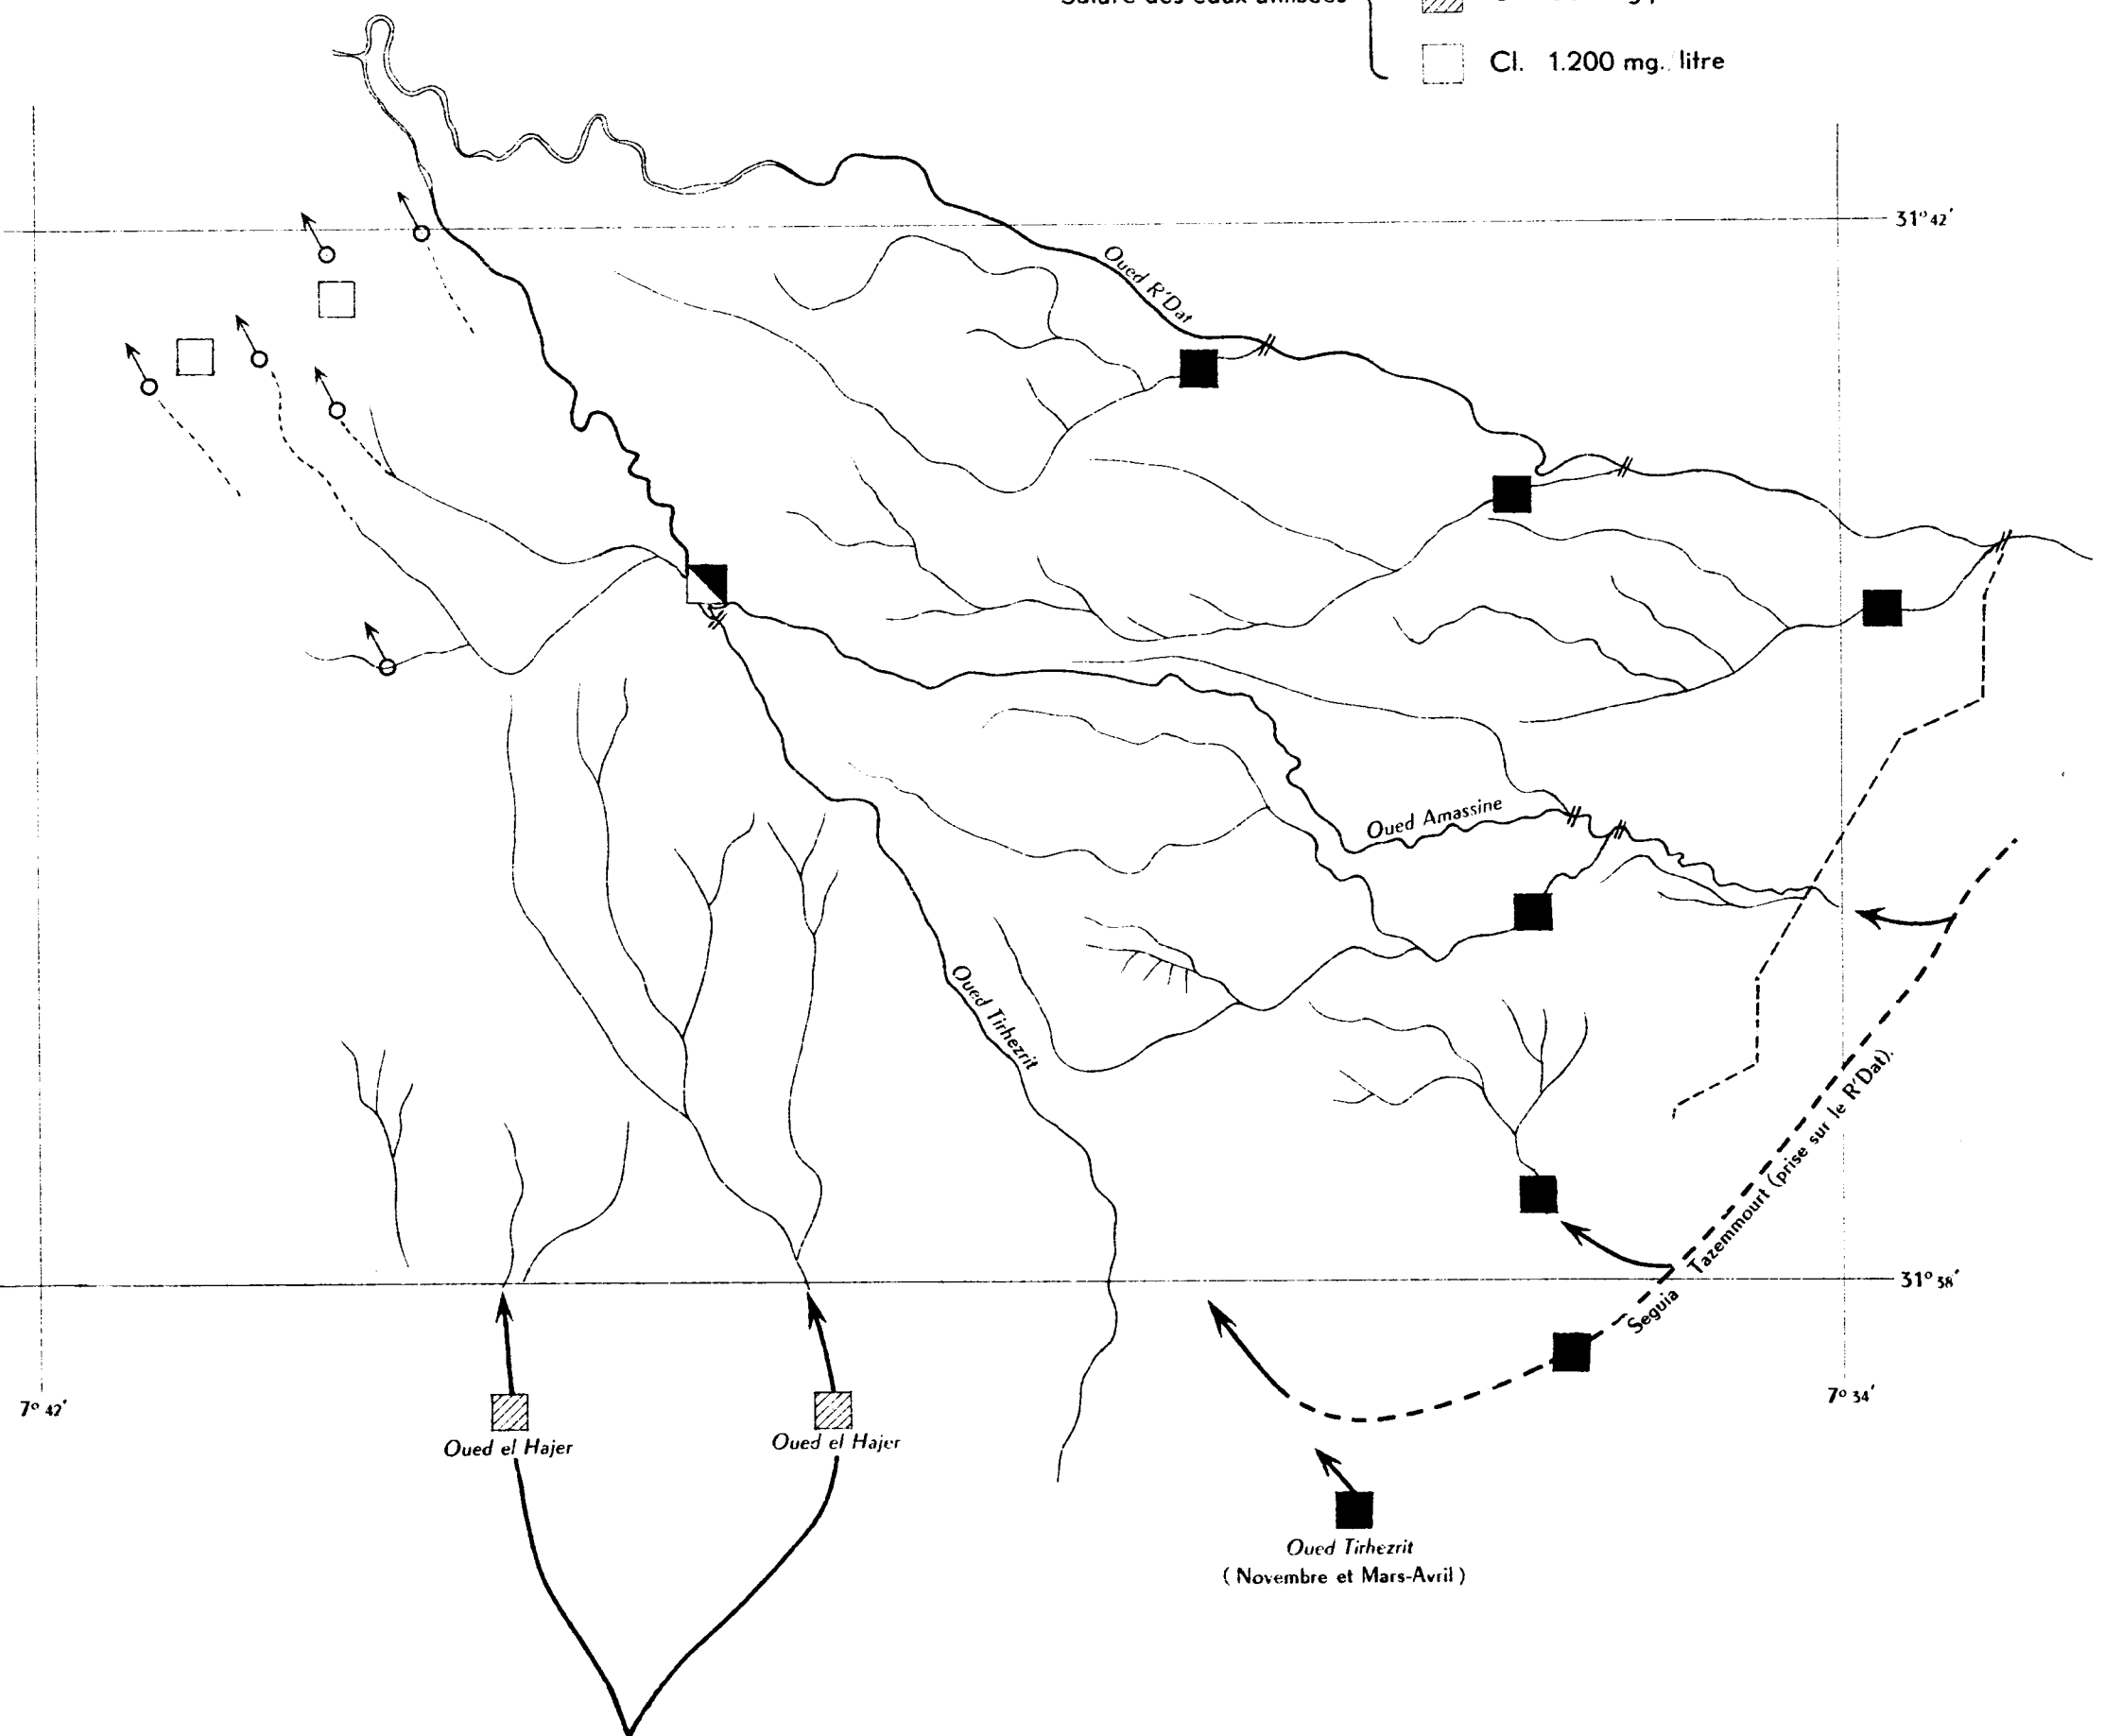 Cl. 1.200 mg. litre
31° 42'
Oued R'Dat
Oued Amassine
Oued Tirhezrit
Seguia Tazemmourt (prise sur le R'Dat).
31° 38'
7° 42'
7° 34'
Oued el Hajer
Oued el Hajer
Oued Tirhezrit
( Novembre et Mars-Avril )